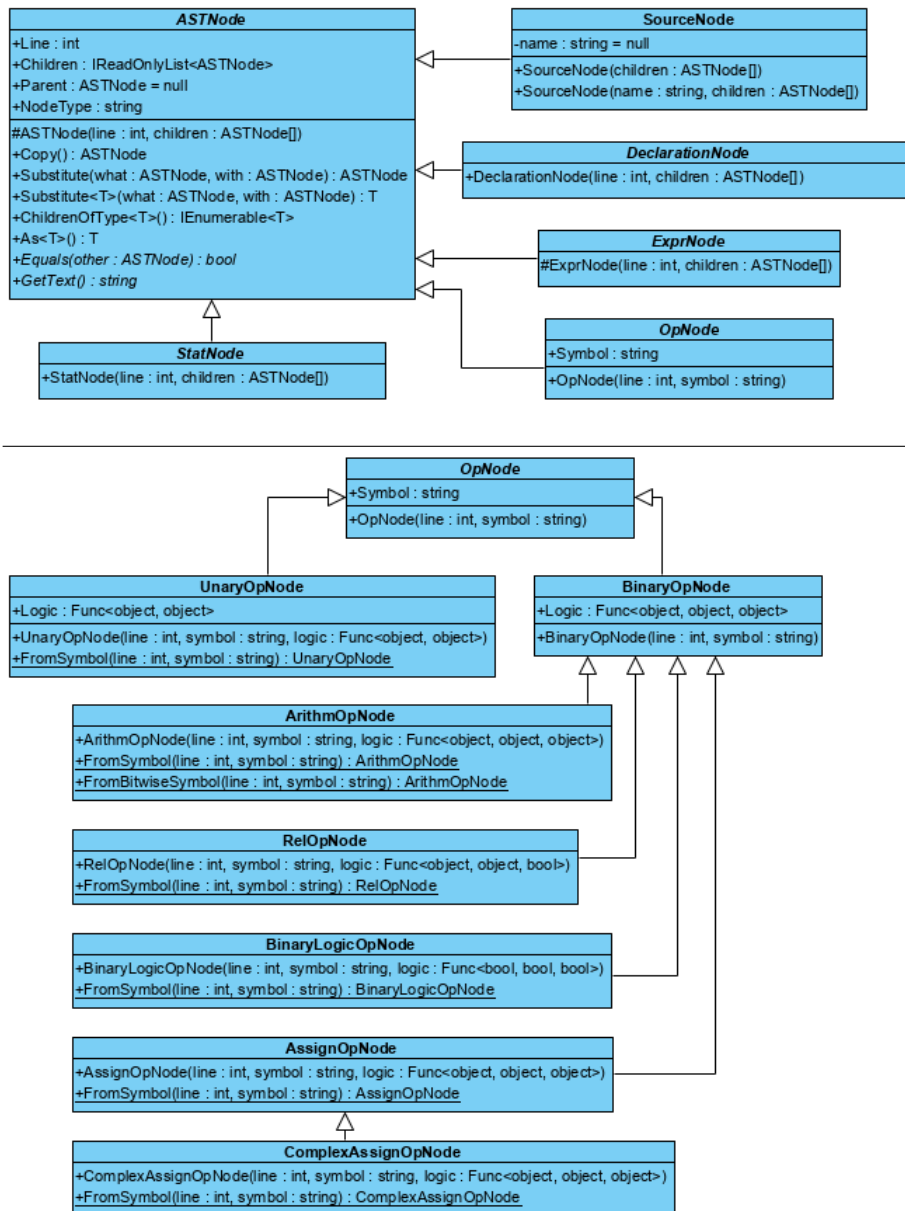 ASTNode
+Line : int
+Children : IReadOnlyList<ASTNode>
+Parent : ASTNode = null
+NodeType : string
#ASTNode(line : int, children : ASTNode[])
+Copy() : ASTNode
+Substitute(what : ASTNode, with : ASTNode) : ASTNode
+Substitute<T>(what : ASTNode, with : ASTNode) : T
+ChildrenOfType<T>() : IEnumerable<T>
+As<T>() : T
+Equals(other : ASTNode) : bool
+GetText() : string
SourceNode
-name : string = null
+SourceNode(children : ASTNode[])
+SourceNode(name : string, children : ASTNode[])
DeclarationNode
+DeclarationNode(line : int, children : ASTNode[])
ExprNode
#ExprNode(line : int, children : ASTNode[])
OpNode
+Symbol : string
+OpNode(line : int, symbol : string)
StatNode
+StatNode(line : int, children : ASTNode[])
OpNode
+Symbol : string
+OpNode(line : int, symbol : string)
UnaryOpNode
+Logic : Func<object, object>
+UnaryOpNode(line : int, symbol : string, logic : Func<object, object>)
+FromSymbol(line : int, symbol : string) : UnaryOpNode
BinaryOpNode
+Logic : Func<object, object, object>
+BinaryOpNode(line : int, symbol : string)
ArithmOpNode
+ArithmOpNode(line : int, symbol : string, logic : Func<object, object, object>)
+FromSymbol(line : int, symbol : string) : ArithmOpNode
+FromBitwiseSymbol(line : int, symbol : string) : ArithmOpNode
RelOpNode
+RelOpNode(line : int, symbol : string, logic : Func<object, object, bool>)
+FromSymbol(line : int, symbol : string) : RelOpNode
BinaryLogicOpNode
+BinaryLogicOpNode(line : int, symbol : string, logic : Func<bool, bool, bool>)
+FromSymbol(line : int, symbol : string) : BinaryLogicOpNode
AssignOpNode
+AssignOpNode(line : int, symbol : string, logic : Func<object, object, object>)
+FromSymbol(line : int, symbol : string) : AssignOpNode
ComplexAssignOpNode
+ComplexAssignOpNode(line : int, symbol : string, logic : Func<object, object, object>)
+FromSymbol(line : int, symbol : string) : ComplexAssignOpNode